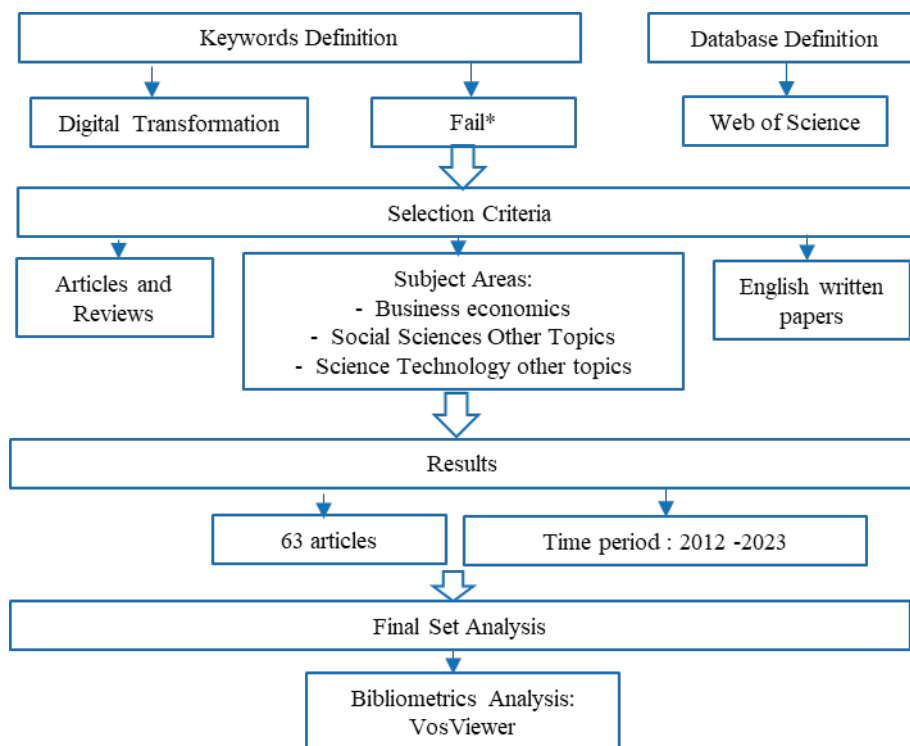 Keywords Definition
Database Definition
Digital Transformation
Fail*
Web of Science
Selection Criteria
Articles and
Reviews
Subject Areas:
- Business economics
- Social Sciences Other Topics
- Science Technology other topics
English written
papers
Results
63 articles
Time period : 2012 -2023
Final Set Analysis
Bibliometrics Analysis:
VosViewer